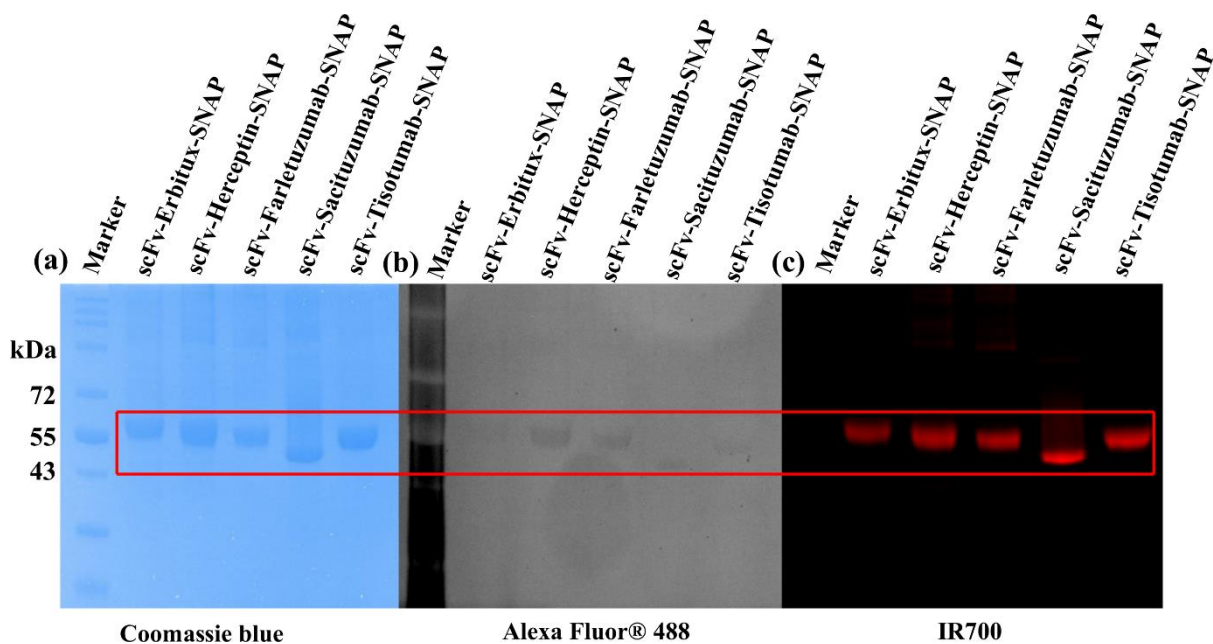 (a) Marker scFv-Erbitux-SNAP scFv-Herceptin-SNAP scFv-Farletuzumab-SNAP scFv-Sacituzumab-SNAP scFv-Tisotumab-SNAP
(b) Marker scFv-Erbitux-SNAP scFv-Herceptin-SNAP scFv-Farletuzumab-SNAP scFv-Sacituzumab-SNAP scFv-Tisotumab-SNAP
(c) Marker scFv-Erbitux-SNAP scFv-Herceptin-SNAP scFv-Farletuzumab-SNAP scFv-Sacituzumab-SNAP scFv-Tisotumab-SNAP
kDa
72
55
43
Coomassie blue
Alexa Fluor® 488
IR700